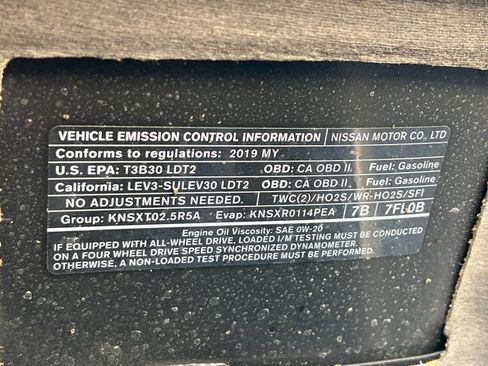 VEHICLE EMISSION CONTROL INFORMATION NISSAN MOTOR CO., LTD
Conforms to regulations: 2019 MY
U.S. EPA: T3B30 LDT2 OBD: CA OBD II Fuel: Gasoline
California: LEV3-SULEV30 LDT2 OBD: CA OBD II Fuel: Gasoline
NO ADJUSTMENTS NEEDED. TWC(2)/HO2S/WR-HO2S/SFI
Group: KNSXT02.5R5A Evap: KNSXR0114PEA 7B 7FL0B
Engine Oil Viscosity: SAE 0W-20
IF EQUIPPED WITH ALL-WHEEL DRIVE, LOADED I/M TESTING MUST BE PERFORMED
ON A FOUR WHEEL DRIVE SPEED SYNCHRONIZED DYNAMOMETER.
OTHERWISE, A NON-LOADED TEST PROCEDURE MUST BE PERFORMED.